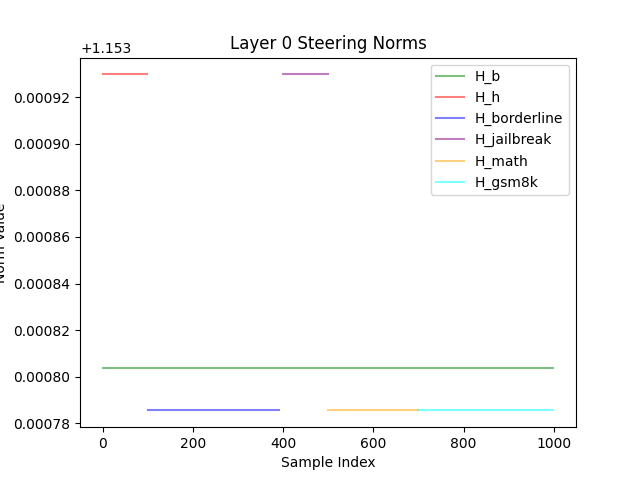 Layer 0 Steering Norms
+1.153
H_b
H_h
H_borderline
H_jailbreak
H_math
H_gsm8k
0.00092
0.00090
0.00088
0.00086
0.00084
0.00082
0.00080
0.00078
Norm Value
0 200 400 600 800 1000
Sample Index